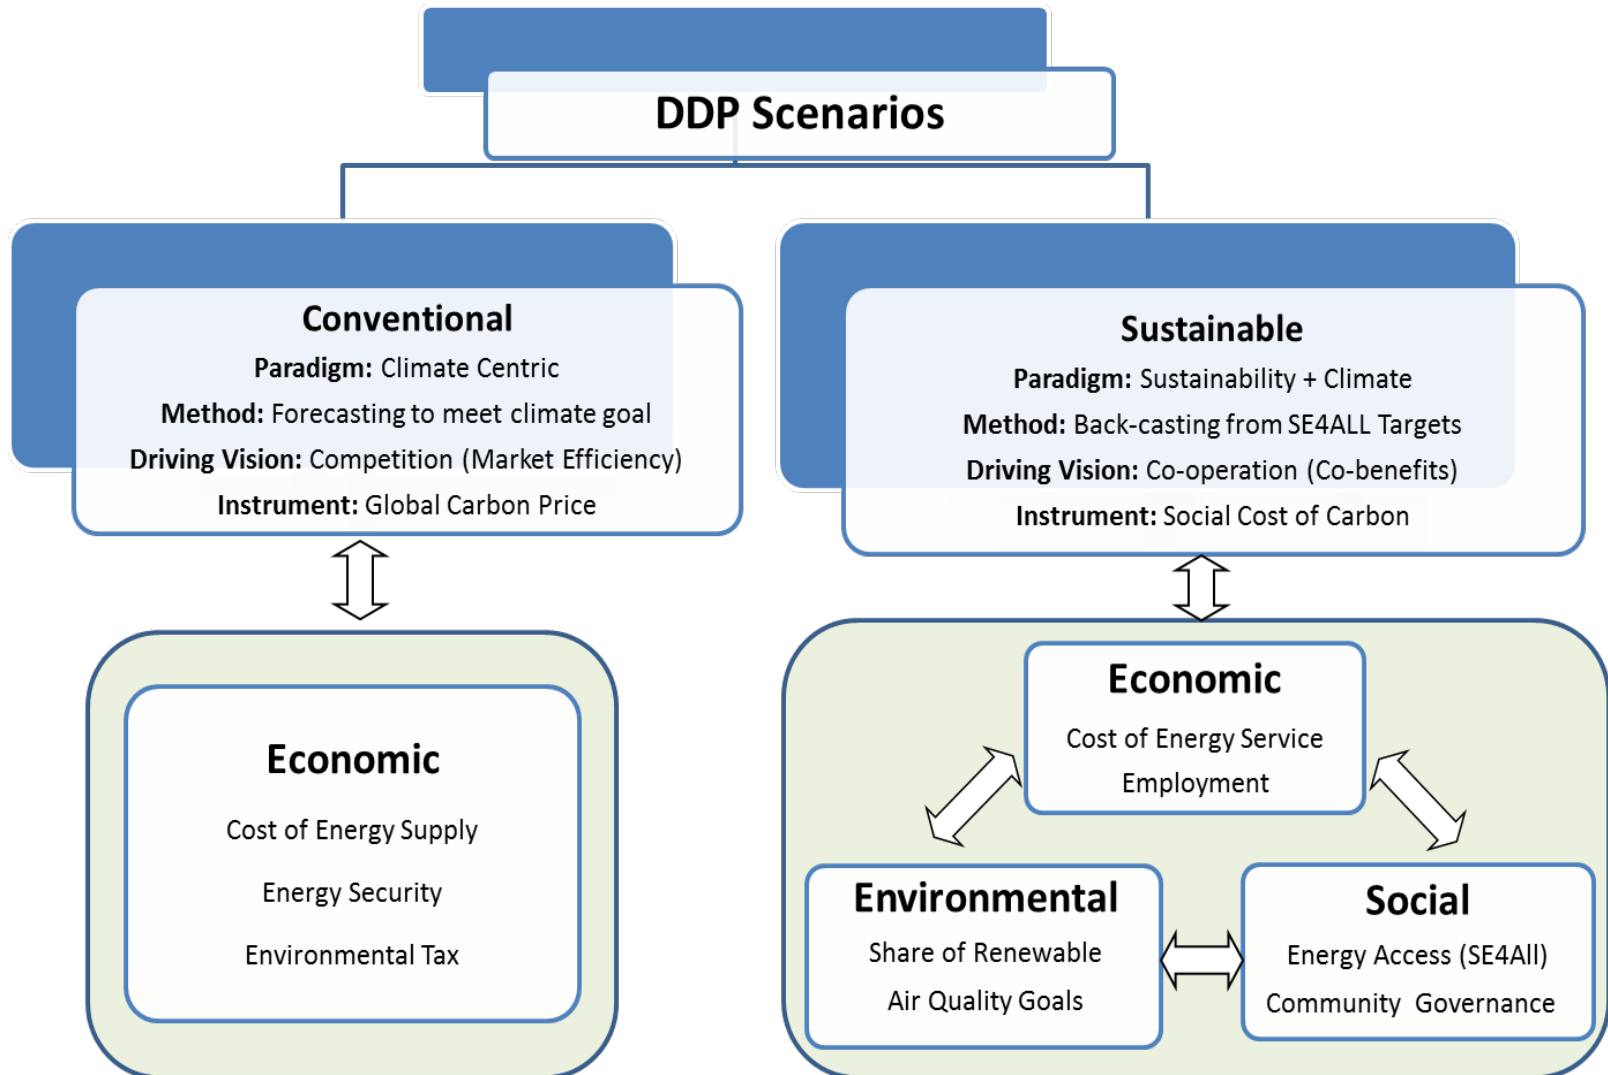 DDP Scenarios
Conventional
Paradigm: Climate Centric
Method: Forecasting to meet climate goal
Driving Vision: Competition (Market Efficiency)
Instrument: Global Carbon Price
Sustainable
Paradigm: Sustainability + Climate
Method: Back-casting from SE4ALL Targets
Driving Vision: Co-operation (Co-benefits)
Instrument: Social Cost of Carbon
Economic
Cost of Energy Supply
Energy Security
Environmental Tax
Economic
Cost of Energy Service
Employment
Environmental
Share of Renewable
Air Quality Goals
Social
Energy Access (SE4All)
Community Governance